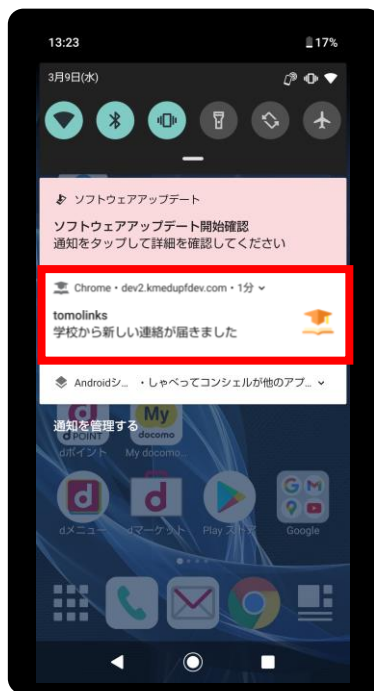 13:23
17%
3月9日(水)
ソフトウェアアップデート
ソフトウェアアップデート開始確認
通知をタップして詳細を確認してください
Chrome・dev2.kmedupfdev.com・1分
tomolinks
学校から新しい連絡が届きました
Androidシ... ・しゃべってコンシェルが他のアプ...
通知を管理する
d POINT
My
docomo
dポイント
My docomo...
d
d
G
M
dメニュー
dマーケット
Play ストア
Google